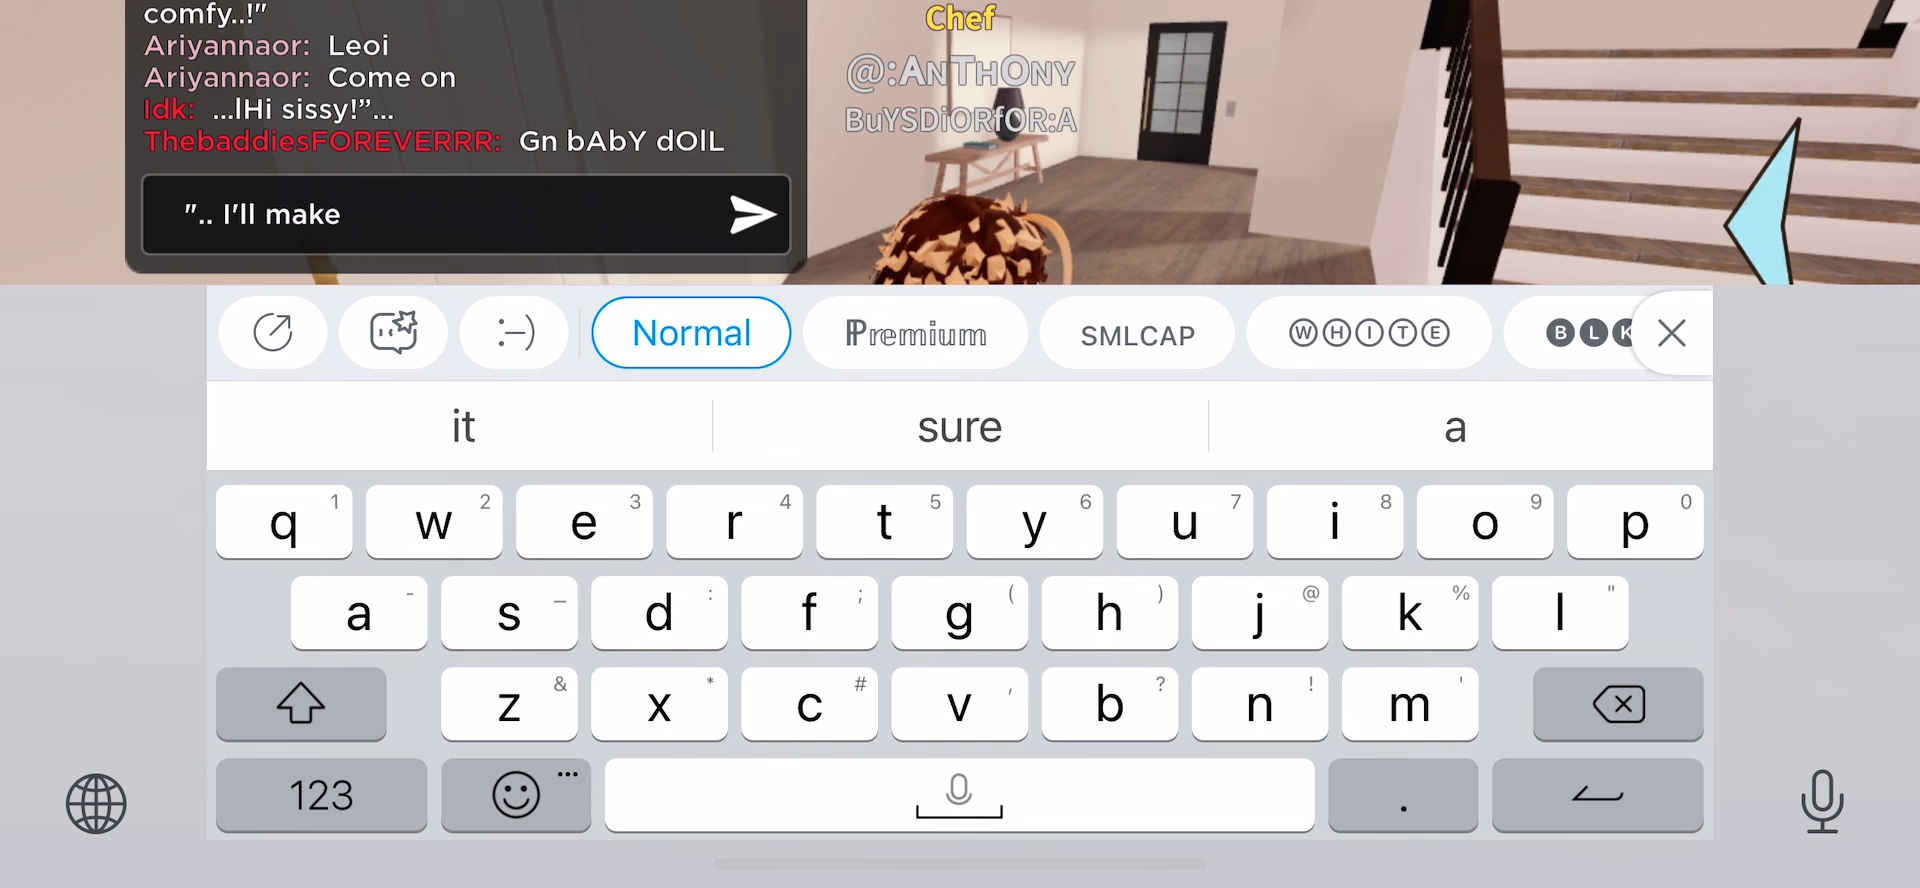 comfy..!"
Ariyannaor: Leoi
Ariyannaor: Come on
Idk: ...lHi sissy!”...
ThebaddiesFOREVERRR: Gn bAbY dOlL
".. I'll make
Chef
@:ANTHONY
BuYSDiORfOR:A
:-) Normal ℙ𝕣𝕖𝕞𝕚𝕦𝕞 SMLCAP ⓌⒽⒾⓉⒺ 🅑🅛🅚
it sure a
q 1 w 2 e 3 r 4 t 5 y 6 u 7 i 8 o 9 p 0
a - s _ d : f ; g ( h ) j @ k % l "
z & x * c # v , b ? n ! m '
123 ... .